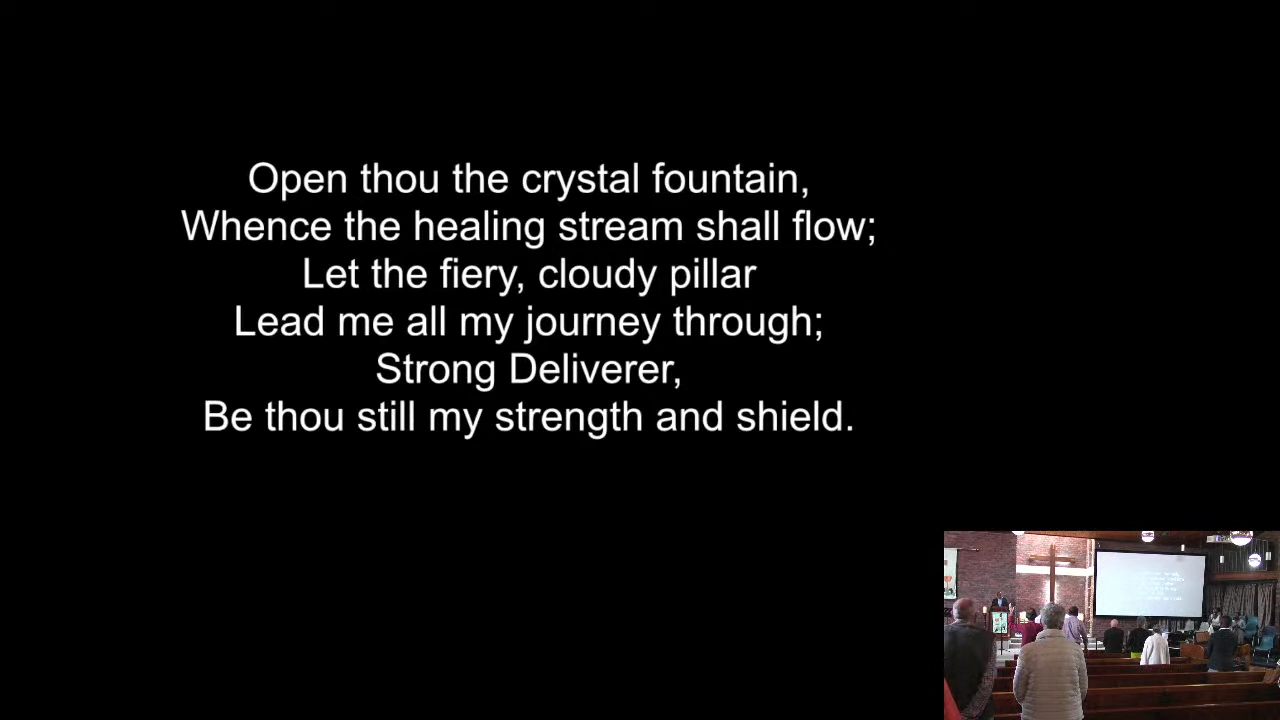 Open thou the crystal fountain,
Whence the healing stream shall flow;
Let the fiery, cloudy pillar
Lead me all my journey through;
Strong Deliverer,
Be thou still my strength and shield.